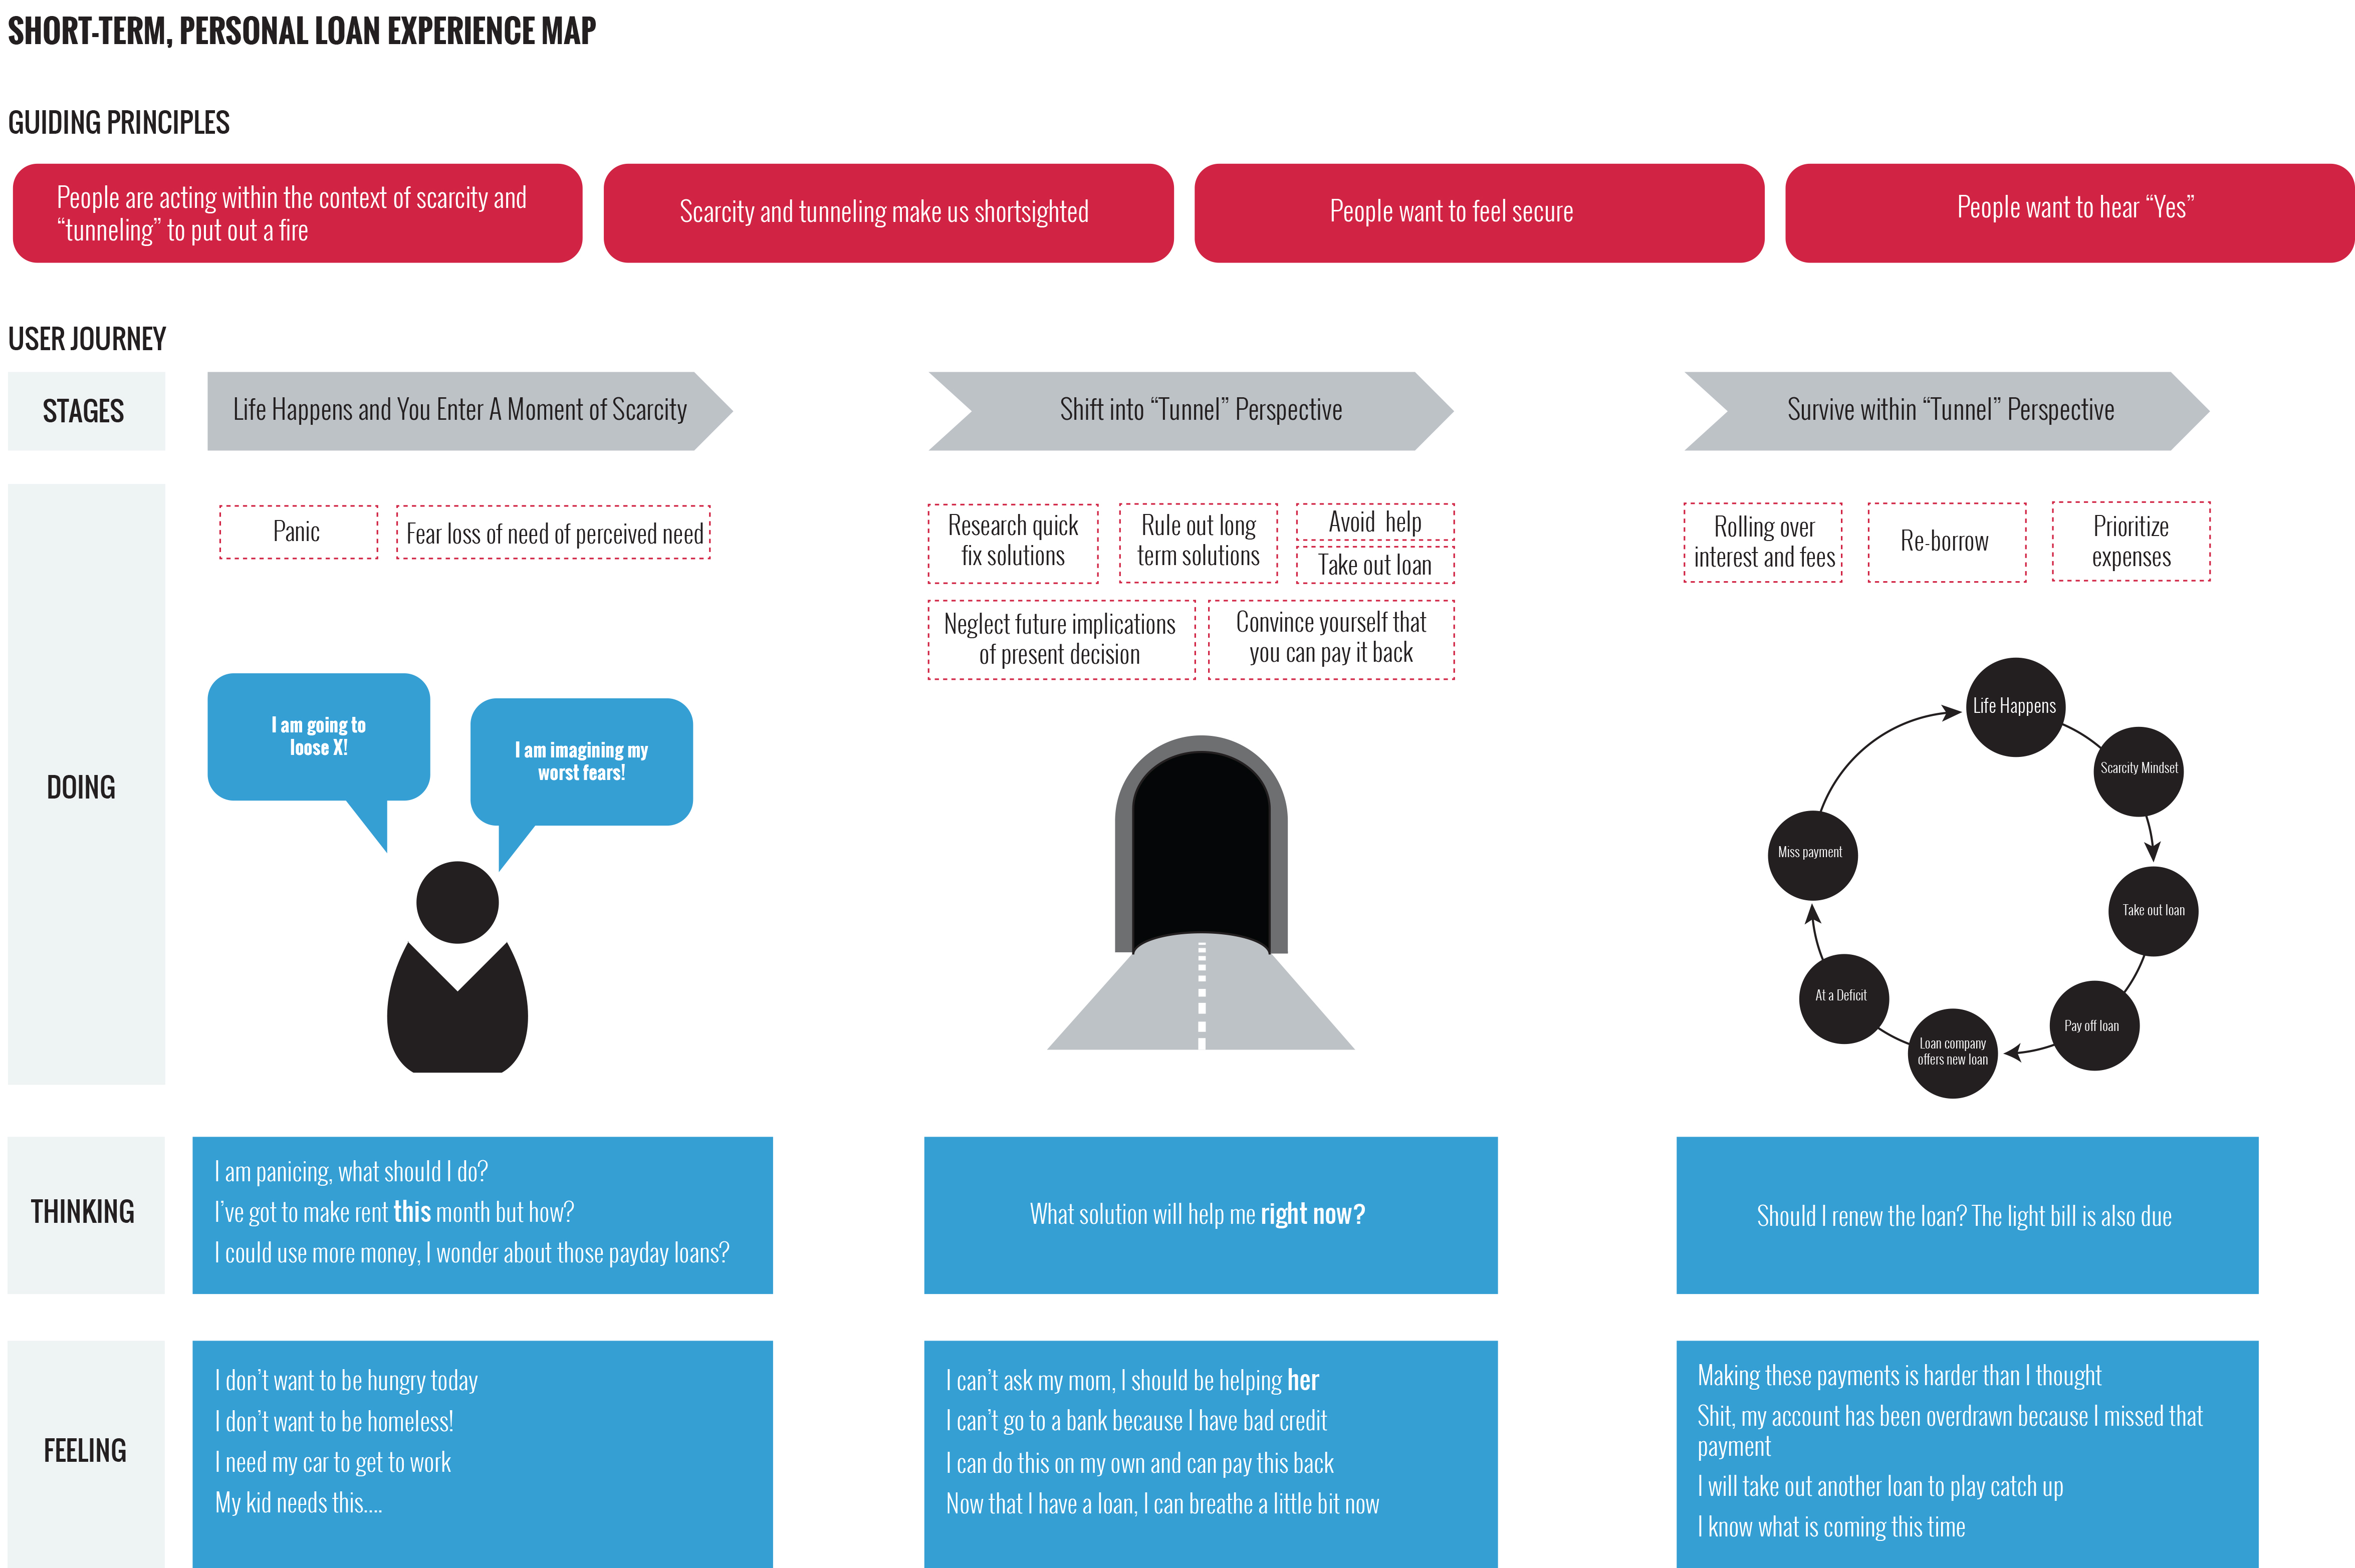 SHORT-TERM, PERSONAL LOAN EXPERIENCE MAP
GUIDING PRINCIPLES
People are acting within the context of scarcity and
“tunneling” to put out a fire
Scarcity and tunneling make us shortsighted
People want to feel secure
People want to hear “Yes”
USER JOURNEY
STAGES
Life Happens and You Enter A Moment of Scarcity
Shift into “Tunnel” Perspective
Survive within “Tunnel” Perspective
DOING
Panic
Fear loss of need of perceived need
I am going to
loose X!
I am imagining my
worst fears!
Research quick
fix solutions
Rule out long
term solutions
Avoid help
Take out loan
Neglect future implications
of present decision
Convince yourself that
you can pay it back
Rolling over
interest and fees
Re-borrow
Prioritize
expenses
Life Happens
Scarcity Mindset
Take out loan
Pay off loan
Loan company
offers new loan
At a Deficit
Miss payment
THINKING
I am panicing, what should I do?
I’ve got to make rent this month but how?
I could use more money, I wonder about those payday loans?
What solution will help me right now?
Should I renew the loan? The light bill is also due
FEELING
I don’t want to be hungry today
I don’t want to be homeless!
I need my car to get to work
My kid needs this....
I can’t ask my mom, I should be helping her
I can’t go to a bank because I have bad credit
I can do this on my own and can pay this back
Now that I have a loan, I can breathe a little bit now
Making these payments is harder than I thought
Shit, my account has been overdrawn because I missed that
payment
I will take out another loan to play catch up
I know what is coming this time